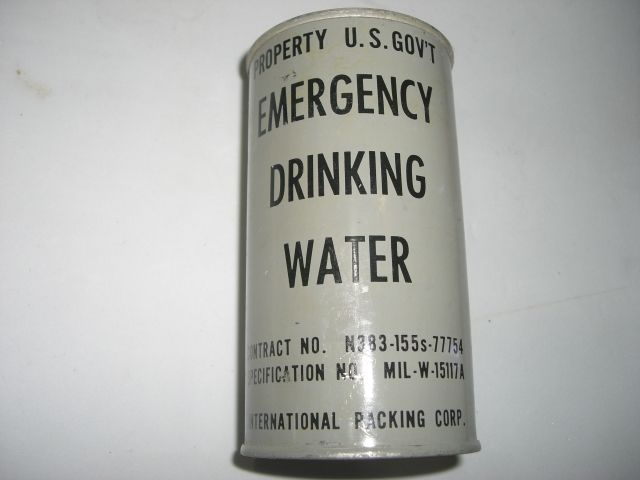 PROPERTY U.S. GOV'T
EMERGENCY
DRINKING
WATER
CONTRACT NO. N383-155s-77754
SPECIFICATION NO. MIL-W-15117A
INTERNATIONAL PACKING CORP.